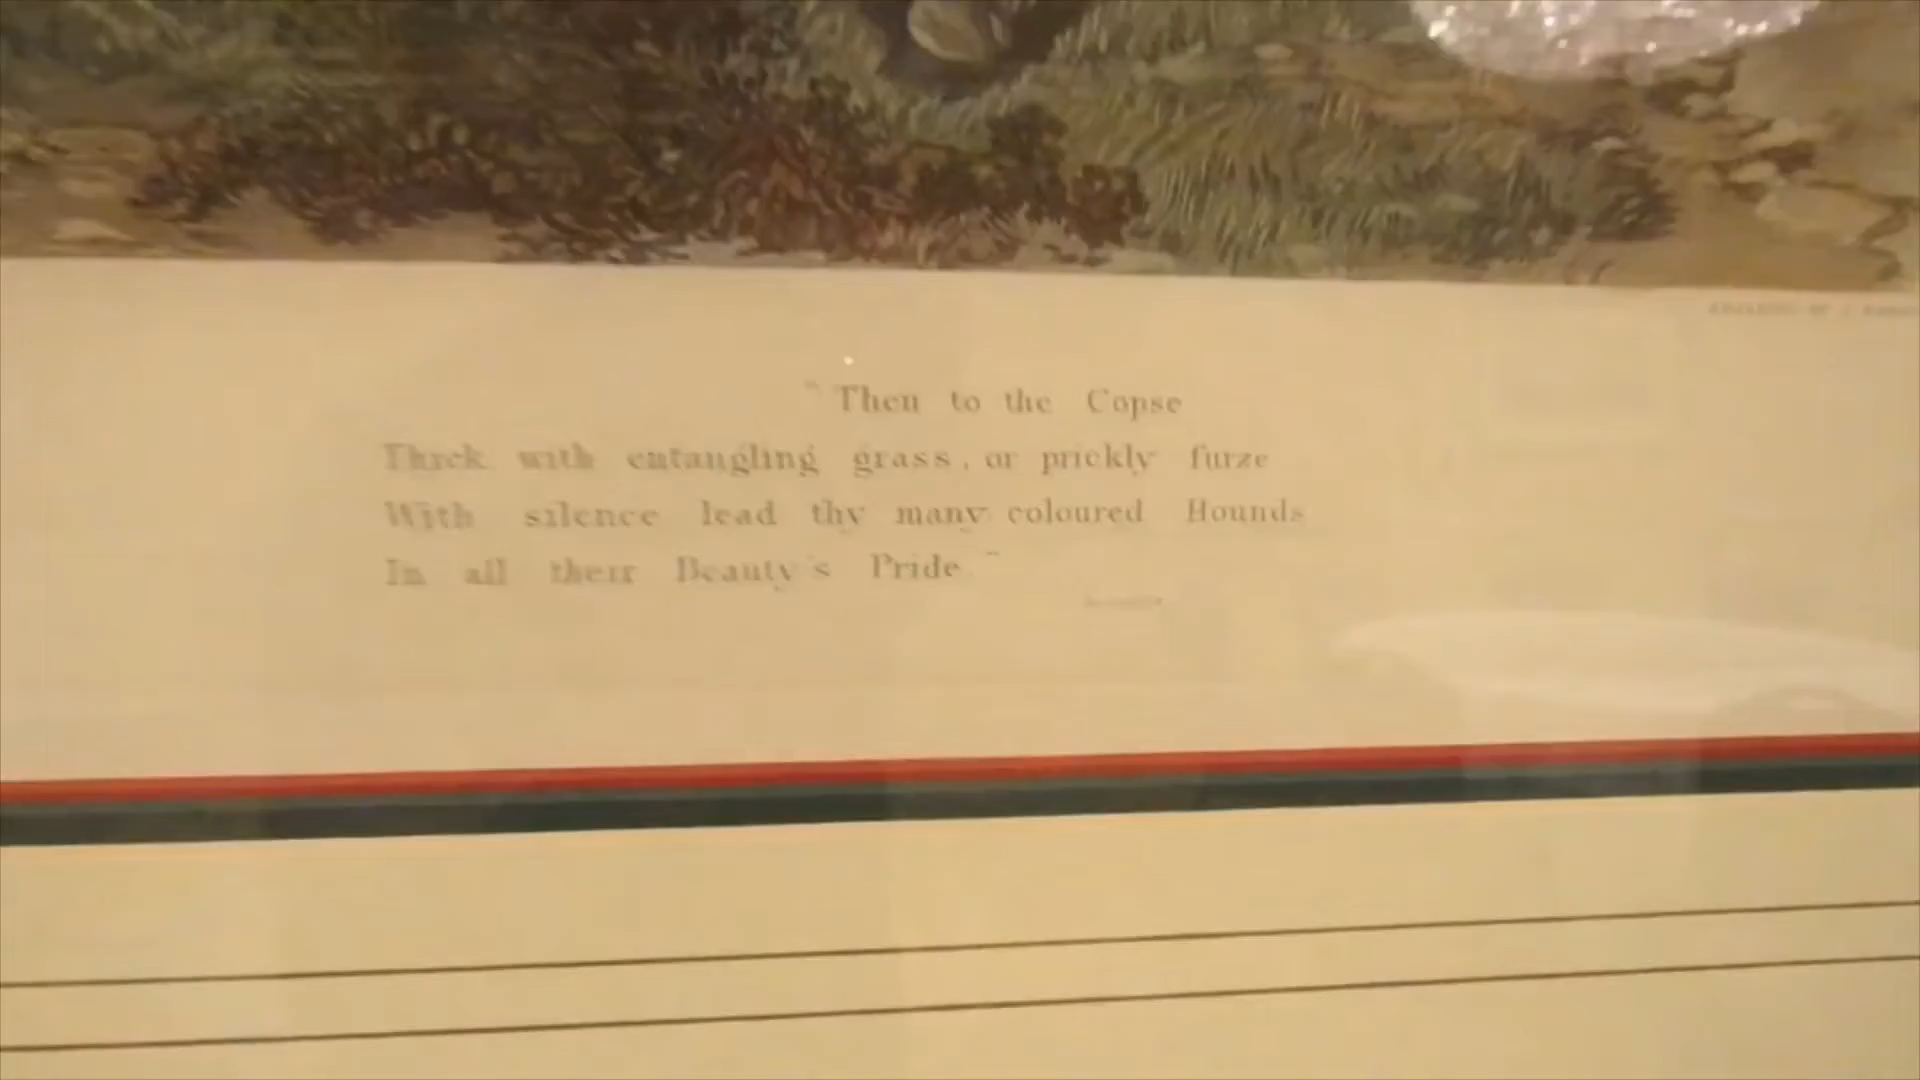 " Then to the Copse
Thick with entangling grass, or prickly furze
With silence lead thy many coloured Hounds
In all their Beauty's Pride."